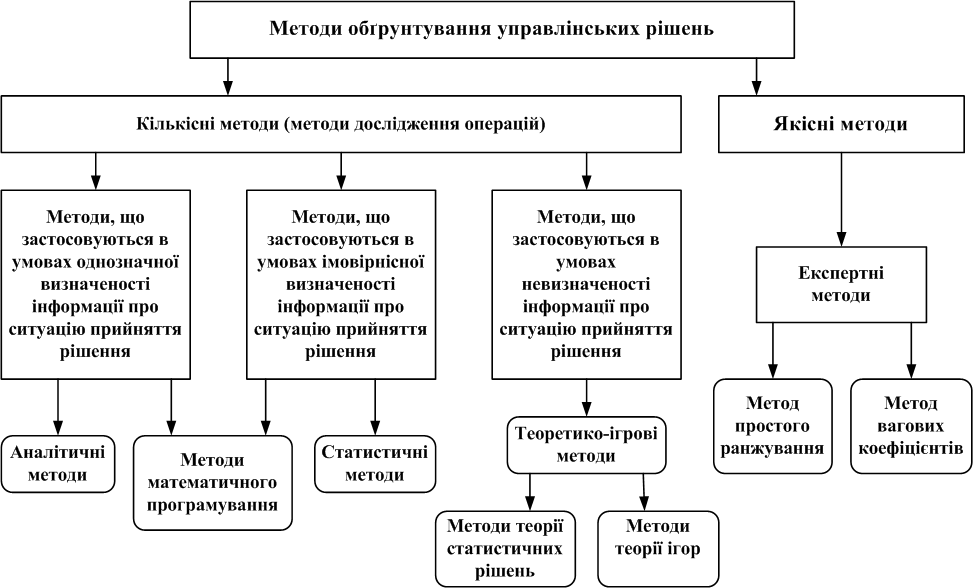 Методи обґрунтування управлінських рішень
Кількісні методи (методи дослідження операцій)
Якісні методи
Методи, що
застосовуються в
умовах однозначної
визначеності
інформації про
ситуацію прийняття
рішення
Методи, що
застосовуються в
умовах імовірнісної
визначеності
інформації про
ситуацію прийняття
рішення
Методи, що
застосовуються в
умовах
невизначеності
інформації про
ситуацію прийняття
рішення
Експертні
методи
Аналітичні
методи
Методи
математичного
програмування
Статистичні
методи
Теоретико-ігрові
методи
Метод
простого
ранжування
Метод
вагових
коефіцієнтів
Методи теорії
статистичних
рішень
Методи
теорії ігор